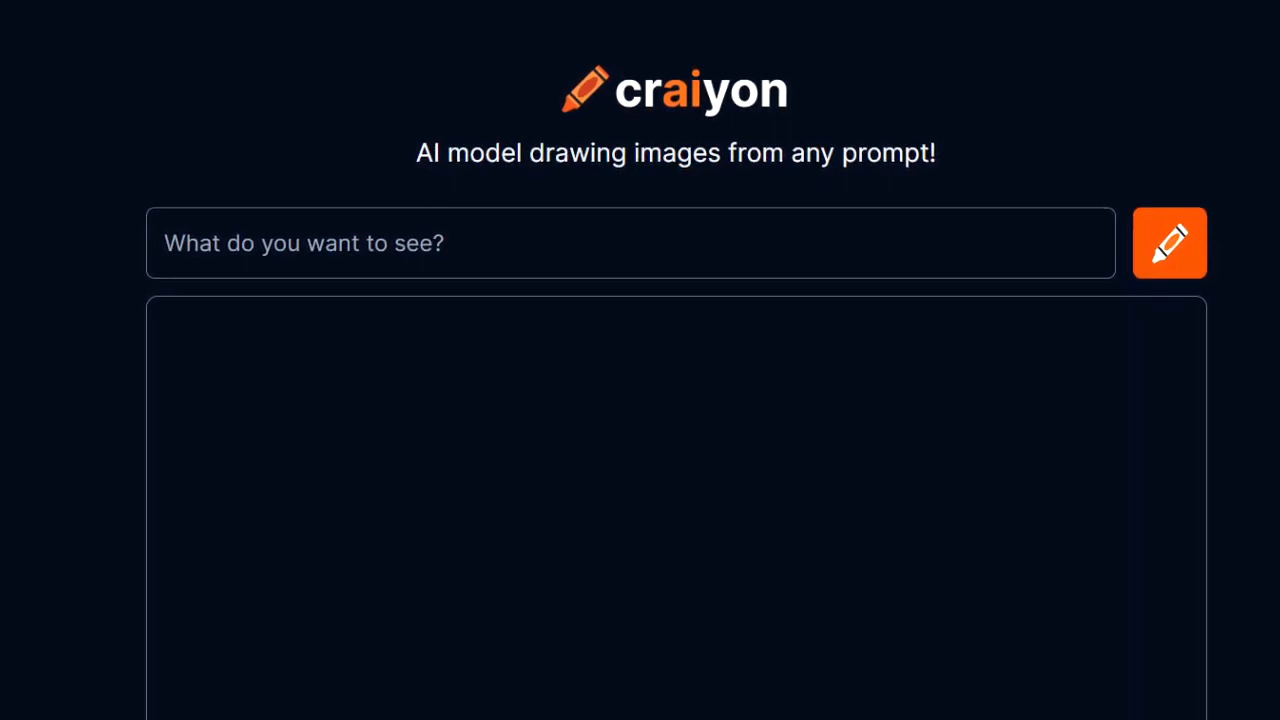 craiyon
AI model drawing images from any prompt!
What do you want to see?